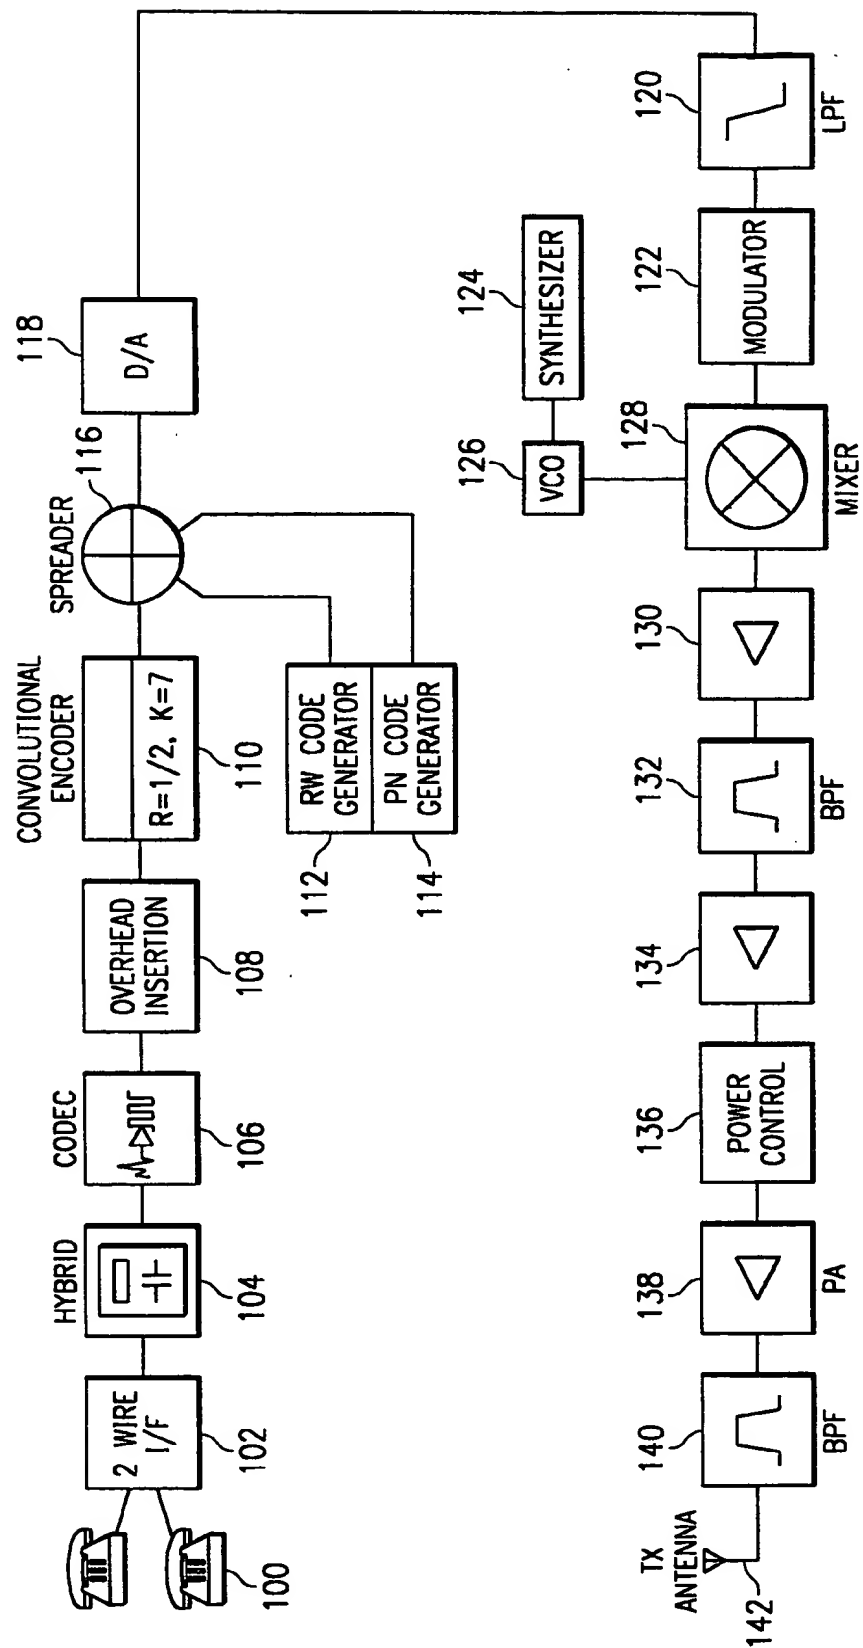 100
2 WIRE
I/F
102
HYBRID
104
CODEC
106
OVERHEAD
INSERTION
108
CONVOLUTIONAL
ENCODER
R=1/2, K=7
110
RW CODE
GENERATOR
112
PN CODE
GENERATOR
114
SPREADER
116
118
D/A
120
LPF
122
MODULATOR
124
SYNTHESIZER
126
VCO
128
MIXER
130
132
BPF
134
136
POWER
CONTROL
138
PA
140
BPF
TX
ANTENNA
142